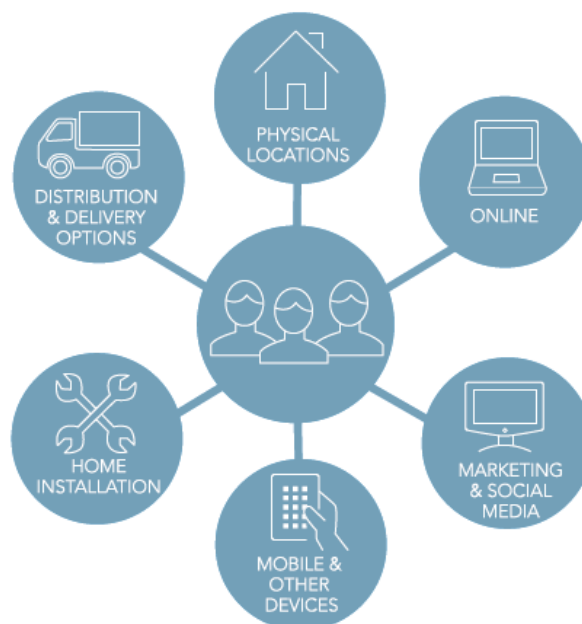 PHYSICAL
LOCATIONS
DISTRIBUTION
& DELIVERY
OPTIONS
ONLINE
HOME
INSTALLATION
MARKETING
& SOCIAL
MEDIA
MOBILE &
OTHER
DEVICES